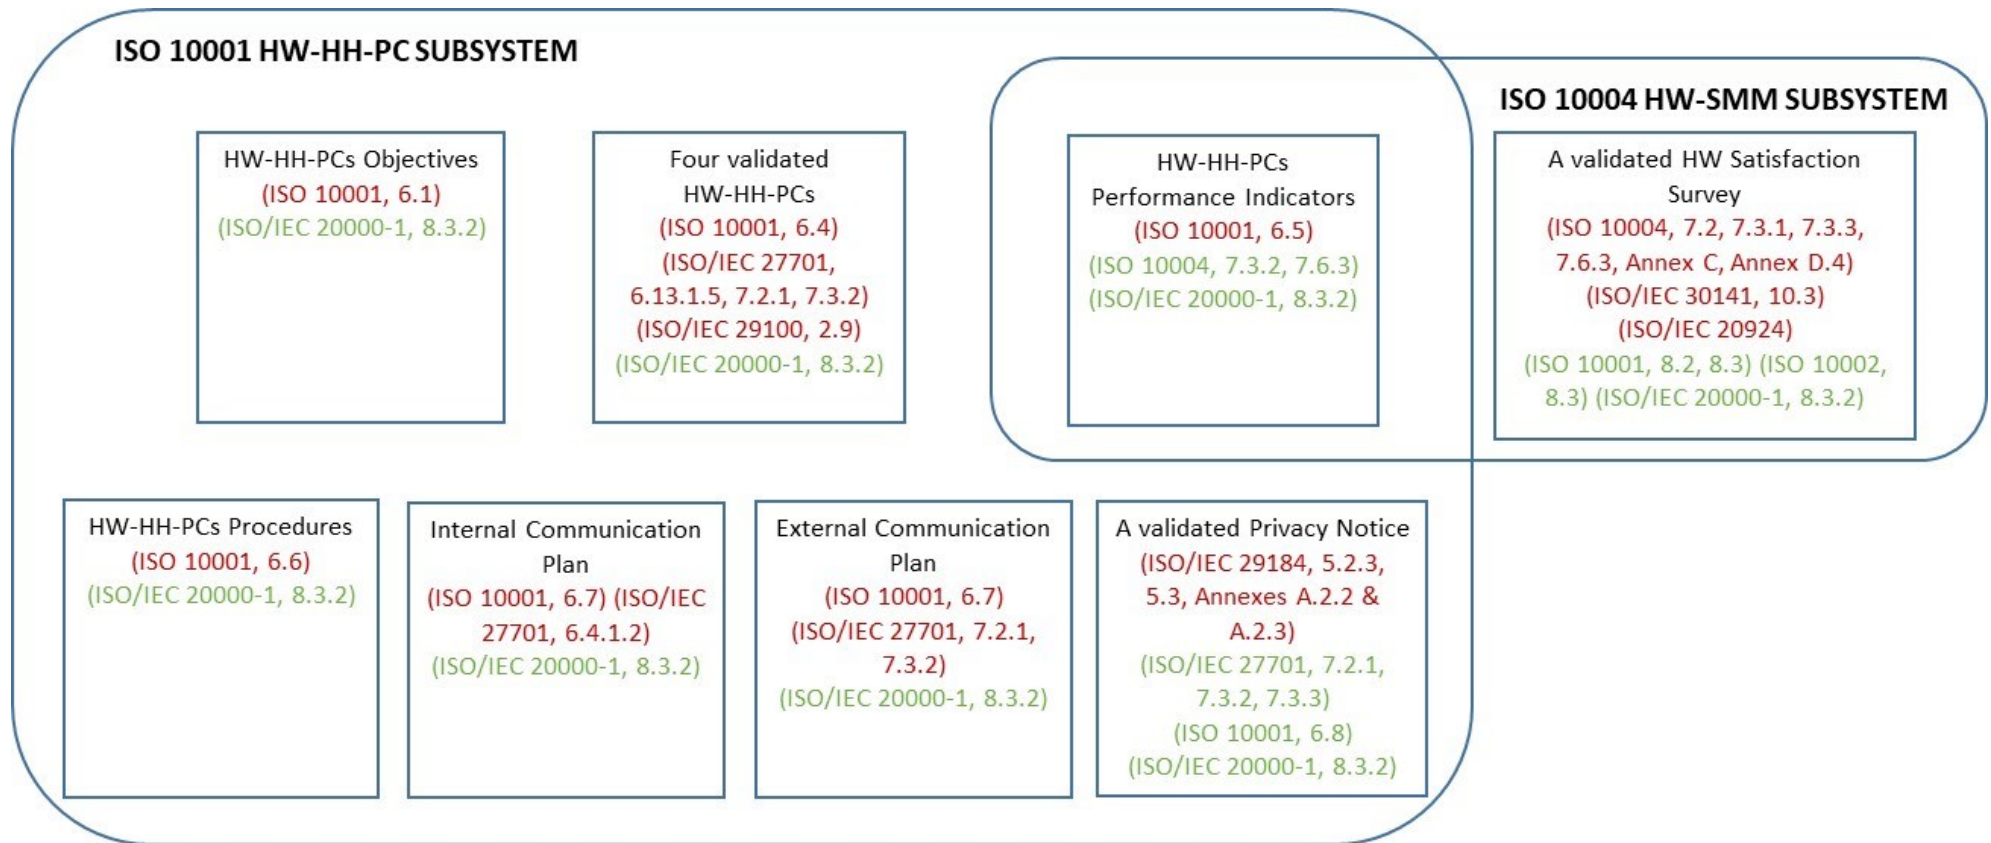 ISO 10001 HW-HH-PC SUBSYSTEM
ISO 10004 HW-SMM SUBSYSTEM
HW-HH-PCs Objectives
(ISO 10001, 6.1)
(ISO/IEC 20000-1, 8.3.2)
Four validated
HW-HH-PCs
(ISO 10001, 6.4)
(ISO/IEC 27701,
6.13.1.5, 7.2.1, 7.3.2)
(ISO/IEC 29100, 2.9)
(ISO/IEC 20000-1, 8.3.2)
HW-HH-PCs
Performance Indicators
(ISO 10001, 6.5)
(ISO 10004, 7.3.2, 7.6.3)
(ISO/IEC 20000-1, 8.3.2)
A validated HW Satisfaction
Survey
(ISO 10004, 7.2, 7.3.1, 7.3.3,
7.6.3, Annex C, Annex D.4)
(ISO/IEC 30141, 10.3)
(ISO/IEC 20924)
(ISO 10001, 8.2, 8.3) (ISO 10002,
8.3) (ISO/IEC 20000-1, 8.3.2)
HW-HH-PCs Procedures
(ISO 10001, 6.6)
(ISO/IEC 20000-1, 8.3.2)
Internal Communication
Plan
(ISO 10001, 6.7) (ISO/IEC
27701, 6.4.1.2)
(ISO/IEC 20000-1, 8.3.2)
External Communication
Plan
(ISO 10001, 6.7)
(ISO/IEC 27701, 7.2.1,
7.3.2)
(ISO/IEC 20000-1, 8.3.2)
A validated Privacy Notice
(ISO/IEC 29184, 5.2.3,
5.3, Annexes A.2.2 &
A.2.3)
(ISO/IEC 27701, 7.2.1,
7.3.2, 7.3.3)
(ISO 10001, 6.8)
(ISO/IEC 20000-1, 8.3.2)